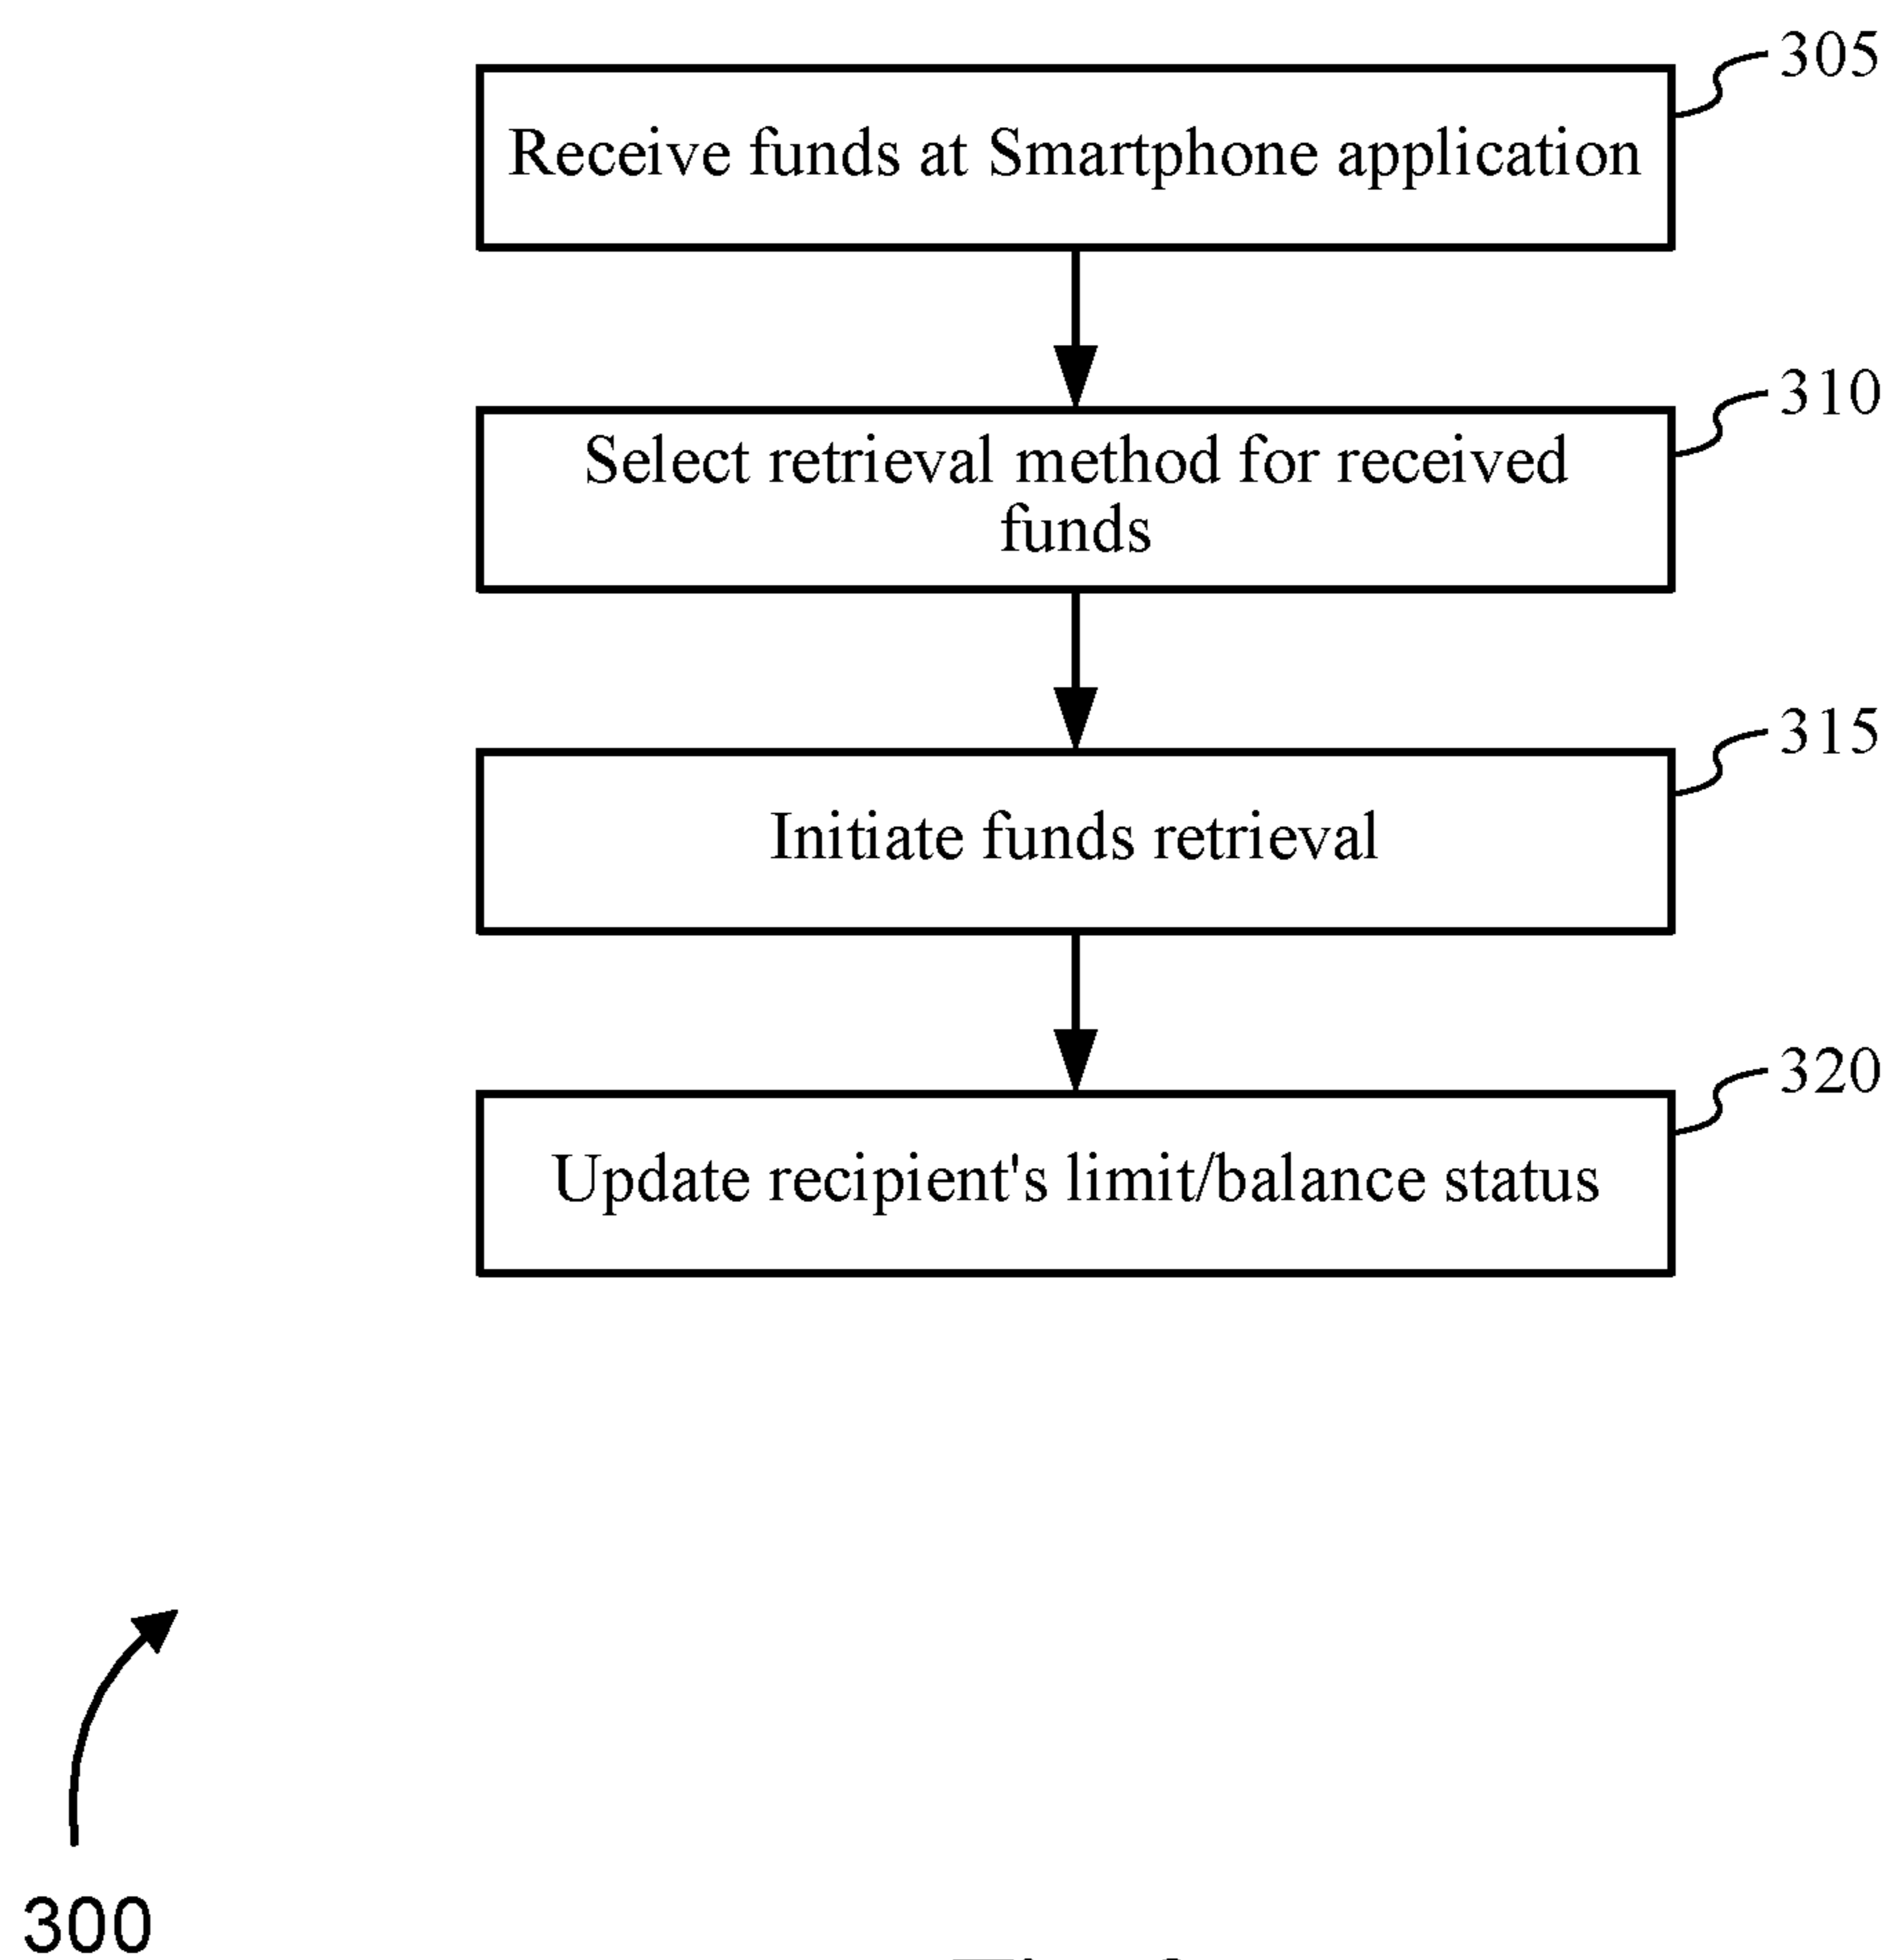 305
Receive funds at Smartphone application
310
Select retrieval method for received
funds
315
Initiate funds retrieval
320
Update recipient's limit/balance status
300